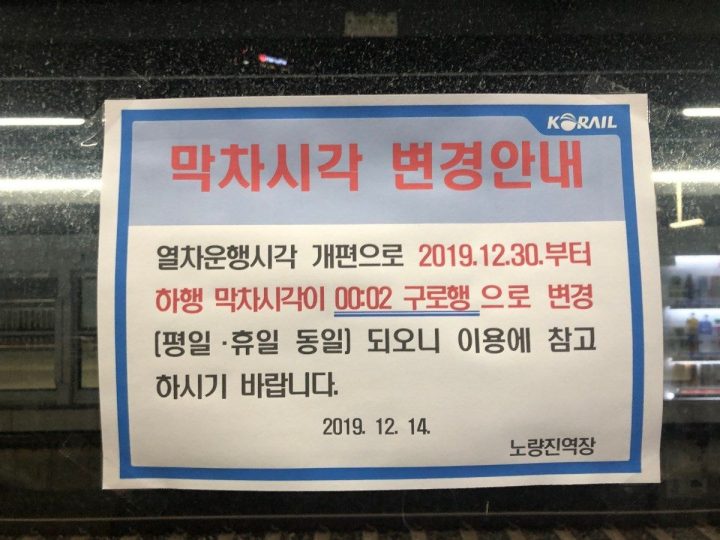 KORAIL
막차시각 변경안내
열차운행시각 개편으로 2019.12.30.부터
하행 막차시각이 00:02 구로행 으로 변경
(평일·휴일 동일) 되오니 이용에 참고
하시기 바랍니다.
2019. 12. 14.
노량진역장